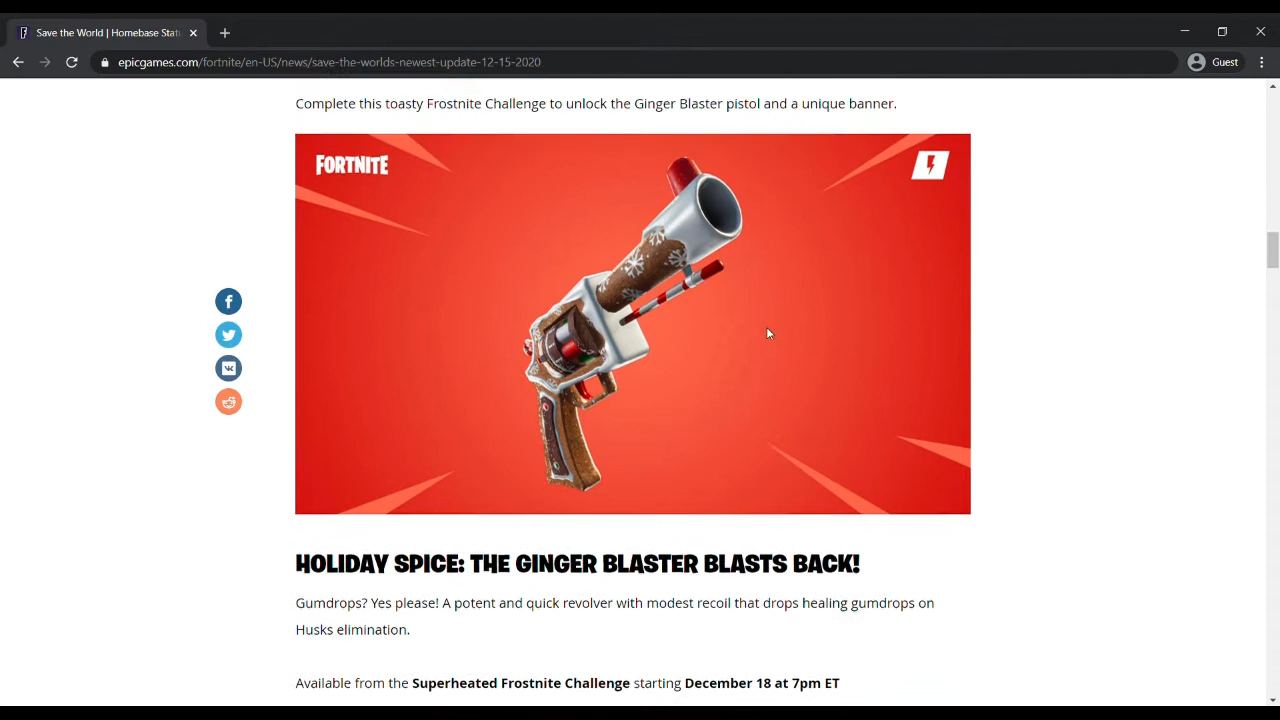 Save the World | Homebase Stat
epicgames.com/fortnite/en-US/news/save-the-worlds-newest-update-12-15-2020
Guest
Complete this toasty Frostnite Challenge to unlock the Ginger Blaster pistol and a unique banner.
FORTNITE
HOLIDAY SPICE: THE GINGER BLASTER BLASTS BACK!
Gumdrops? Yes please! A potent and quick revolver with modest recoil that drops healing gumdrops on
Husks elimination.
Available from the Superheated Frostnite Challenge starting December 18 at 7pm ET